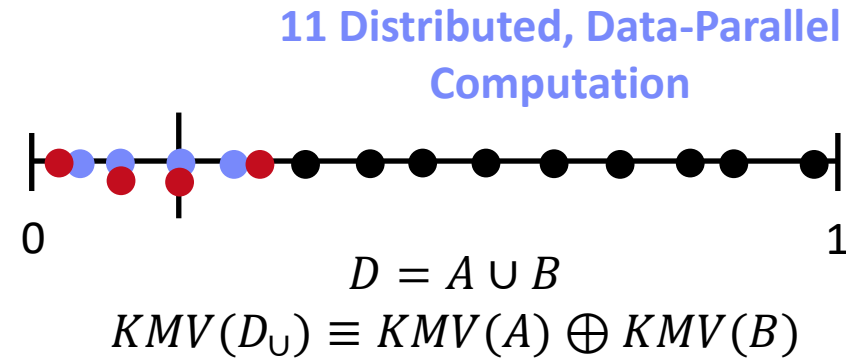 11 Distributed, Data-Parallel
Computation
0 1
D = A ∪ B
KMV(D∪) ≡ KMV(A) ⊕ KMV(B)